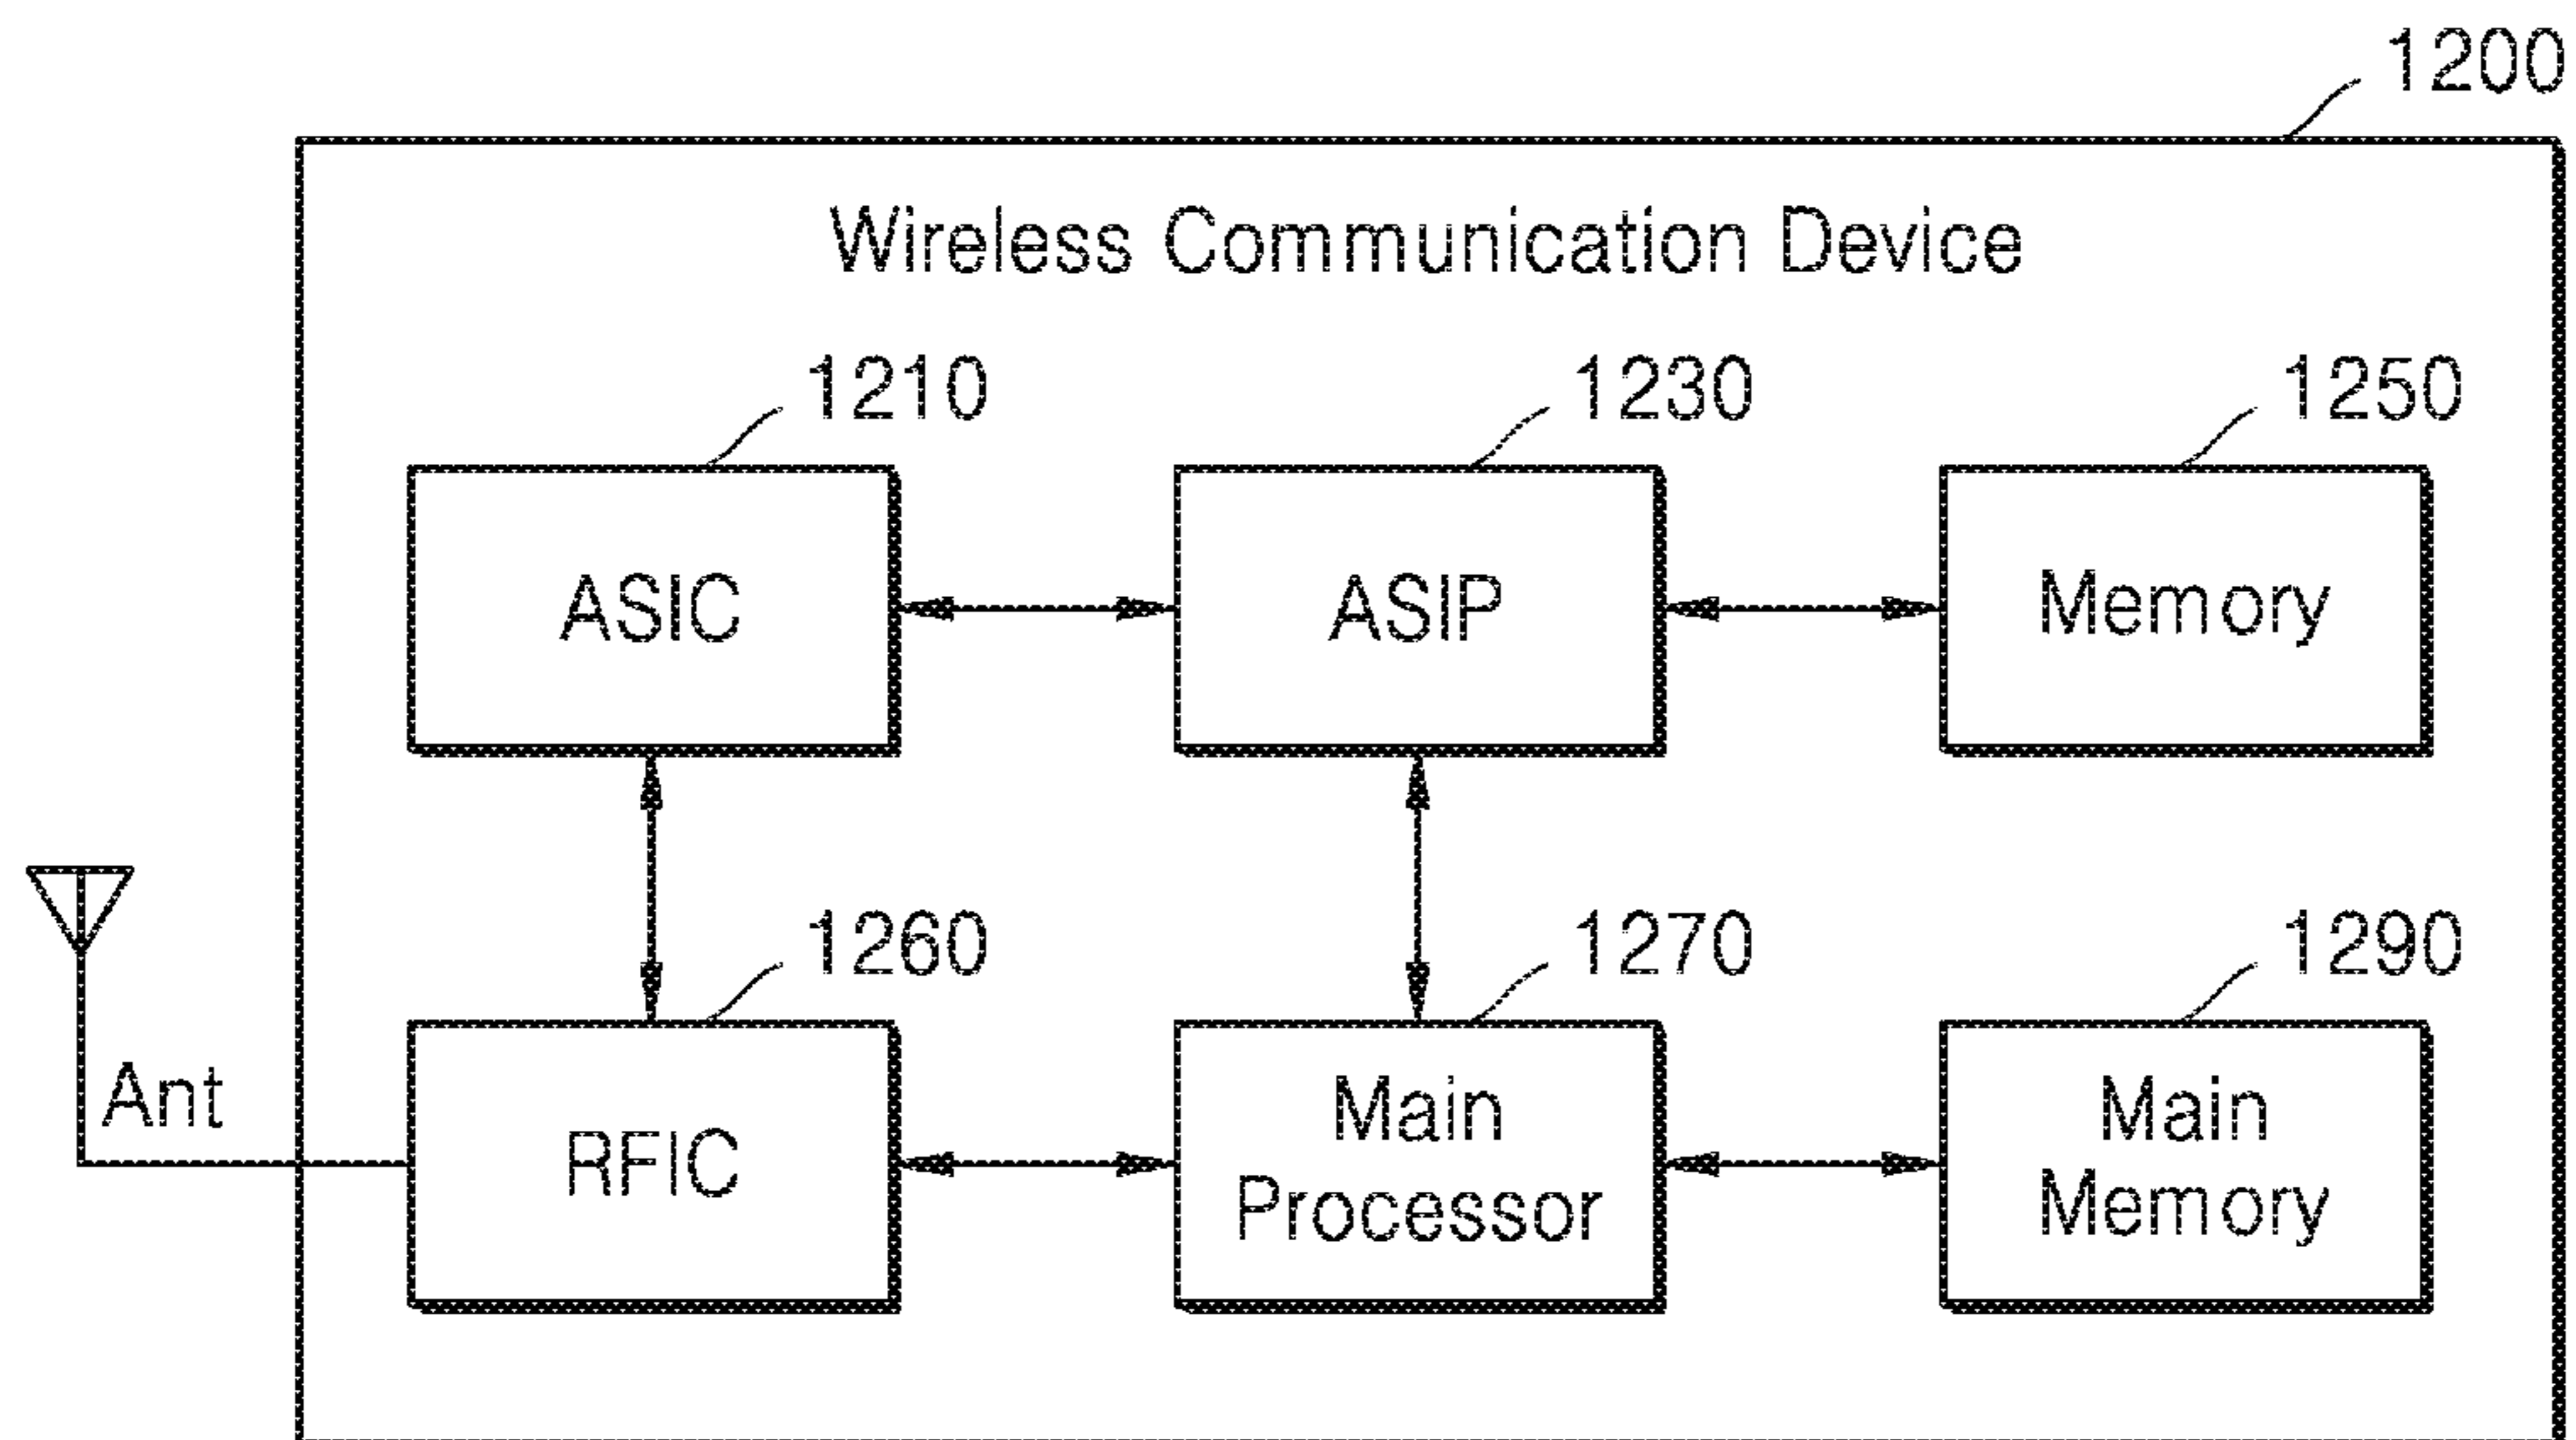 1200
Wireless Communication Device
1210
1230
1250
ASIC
ASIP
Memory
1260
1270
1290
Ant
RFIC
Main
Processor
Main
Memory